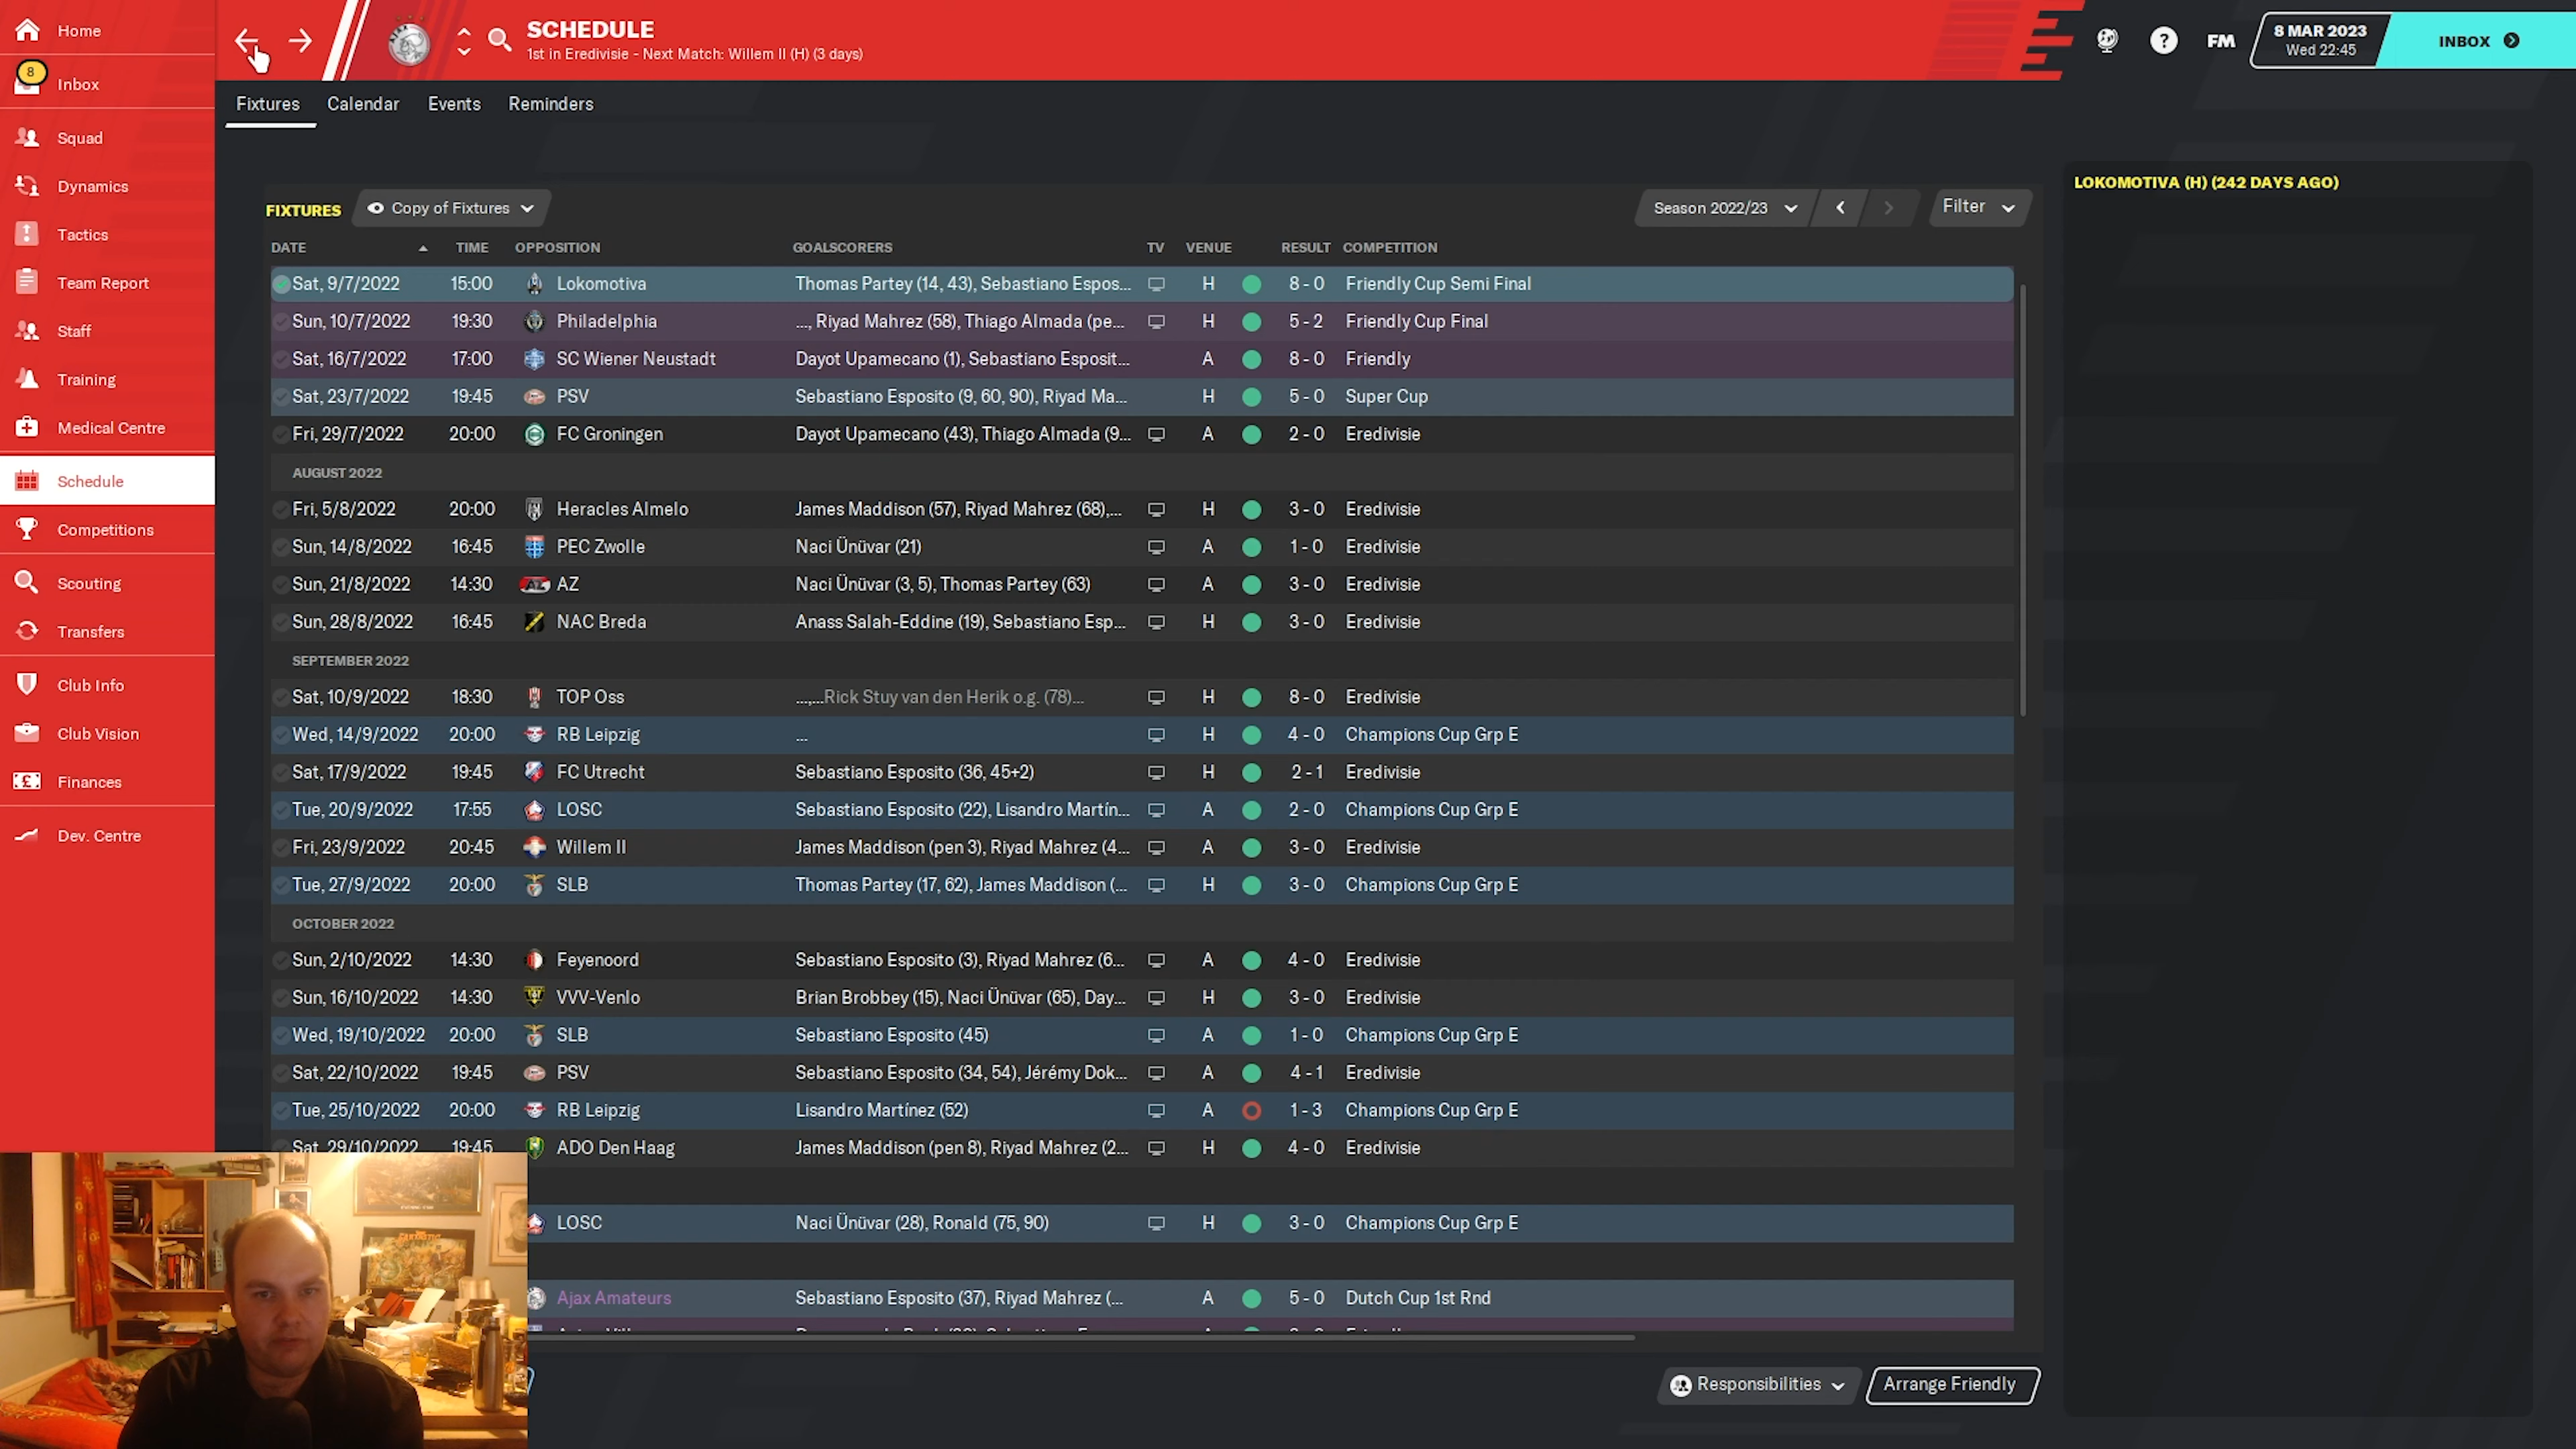 Home
Inbox
8
Squad
Dynamics
Tactics
Team Report
Staff
Training
Medical Centre
Schedule
Competitions
Scouting
Transfers
Club Info
Club Vision
Finances
Dev. Centre
SCHEDULE
1st in Eredivisie - Next Match: Willem II (H) (3 days)
? FM
8 MAR 2023
Wed 22:45
INBOX
Fixtures Calendar Events Reminders
FIXTURES Copy of Fixtures Season 2022/23 Filter
DATE TIME OPPOSITION GOALSCORERS TV VENUE RESULT COMPETITION
Sat, 9/7/2022 15:00 Lokomotiva Thomas Partey (14, 43), Sebastiano Espos... H 8 - 0 Friendly Cup Semi Final
Sun, 10/7/2022 19:30 Philadelphia ..., Riyad Mahrez (58), Thiago Almada (pe... H 5 - 2 Friendly Cup Final
Sat, 16/7/2022 17:00 SC Wiener Neustadt Dayot Upamecano (1), Sebastiano Esposit... A 8 - 0 Friendly
Sat, 23/7/2022 19:45 PSV Sebastiano Esposito (9, 60, 90), Riyad Ma... H 5 - 0 Super Cup
Fri, 29/7/2022 20:00 FC Groningen Dayot Upamecano (43), Thiago Almada (9... A 2 - 0 Eredivisie
AUGUST 2022
Fri, 5/8/2022 20:00 Heracles Almelo James Maddison (57), Riyad Mahrez (68),... H 3 - 0 Eredivisie
Sun, 14/8/2022 16:45 PEC Zwolle Naci Ünüvar (21) A 1 - 0 Eredivisie
Sun, 21/8/2022 14:30 AZ Naci Ünüvar (3, 5), Thomas Partey (63) A 3 - 0 Eredivisie
Sun, 28/8/2022 16:45 NAC Breda Anass Salah-Eddine (19), Sebastiano Esp... H 3 - 0 Eredivisie
SEPTEMBER 2022
Sat, 10/9/2022 18:30 TOP Oss ...,...Rick Stuy van den Herik o.g. (78)... H 8 - 0 Eredivisie
Wed, 14/9/2022 20:00 RB Leipzig ... H 4 - 0 Champions Cup Grp E
Sat, 17/9/2022 19:45 FC Utrecht Sebastiano Esposito (36, 45+2) H 2 - 1 Eredivisie
Tue, 20/9/2022 17:55 LOSC Sebastiano Esposito (22), Lisandro Martín... A 2 - 0 Champions Cup Grp E
Fri, 23/9/2022 20:45 Willem II James Maddison (pen 3), Riyad Mahrez (4... A 3 - 0 Eredivisie
Tue, 27/9/2022 20:00 SLB Thomas Partey (17, 62), James Maddison (... H 3 - 0 Champions Cup Grp E
OCTOBER 2022
Sun, 2/10/2022 14:30 Feyenoord Sebastiano Esposito (3), Riyad Mahrez (6... A 4 - 0 Eredivisie
Sun, 16/10/2022 14:30 VVV-Venlo Brian Brobbey (15), Naci Ünüvar (65), Day... H 3 - 0 Eredivisie
Wed, 19/10/2022 20:00 SLB Sebastiano Esposito (45) A 1 - 0 Champions Cup Grp E
Sat, 22/10/2022 19:45 PSV Sebastiano Esposito (34, 54), Jérémy Dok... A 4 - 1 Eredivisie
Tue, 25/10/2022 20:00 RB Leipzig Lisandro Martínez (52) A 1 - 3 Champions Cup Grp E
Sat, 29/10/2022 19:45 ADO Den Haag James Maddison (pen 8), Riyad Mahrez (2... H 4 - 0 Eredivisie
LOSC Naci Ünüvar (28), Ronald (75, 90) H 3 - 0 Champions Cup Grp E
Ajax Amateurs Sebastiano Esposito (37), Riyad Mahrez (... A 5 - 0 Dutch Cup 1st Rnd
Responsibilities Arrange Friendly
LOKOMOTIVA (H) (242 DAYS AGO)